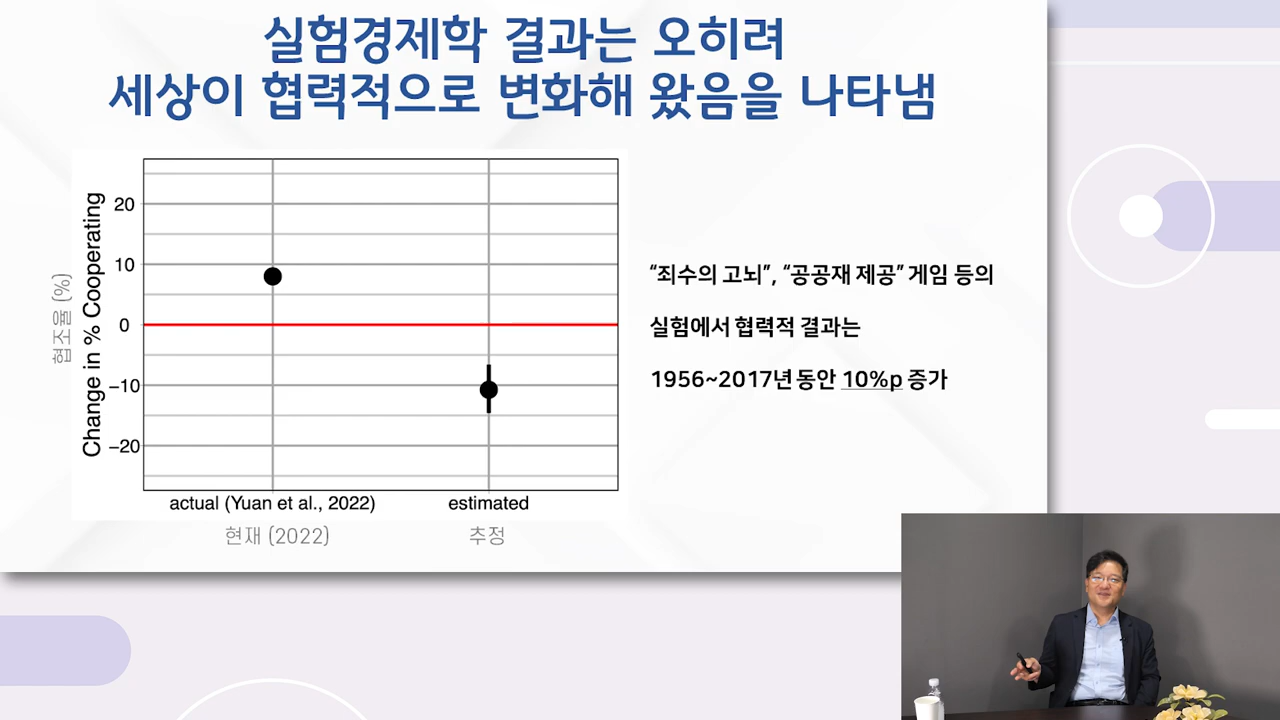 실험경제학 결과는 오히려
세상이 협력적으로 변화해 왔음을 나타냄
협조율 (%)
Change in % Cooperating
20
10
0
−10
−20
actual (Yuan et al., 2022)
estimated
현재 (2022)
추정
“죄수의 고뇌”, “공공재 제공” 게임 등의
실험에서 협력적 결과는
1956~2017년 동안 10%p 증가